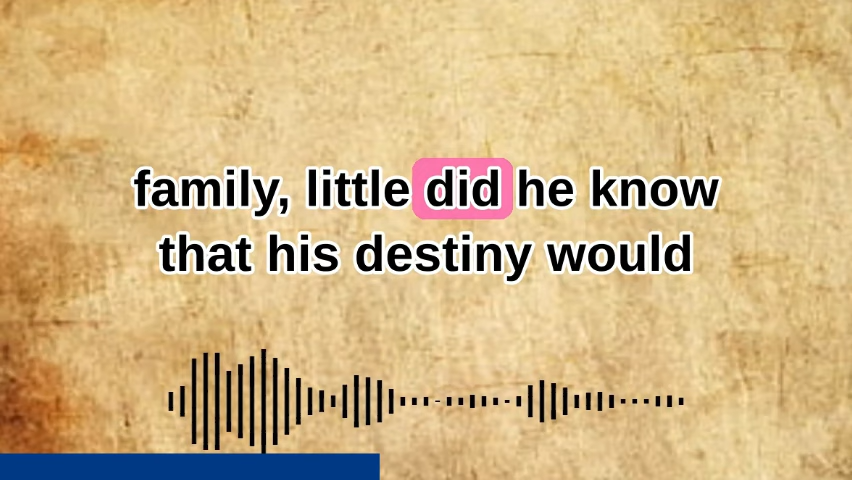 family, little did he know
that his destiny would